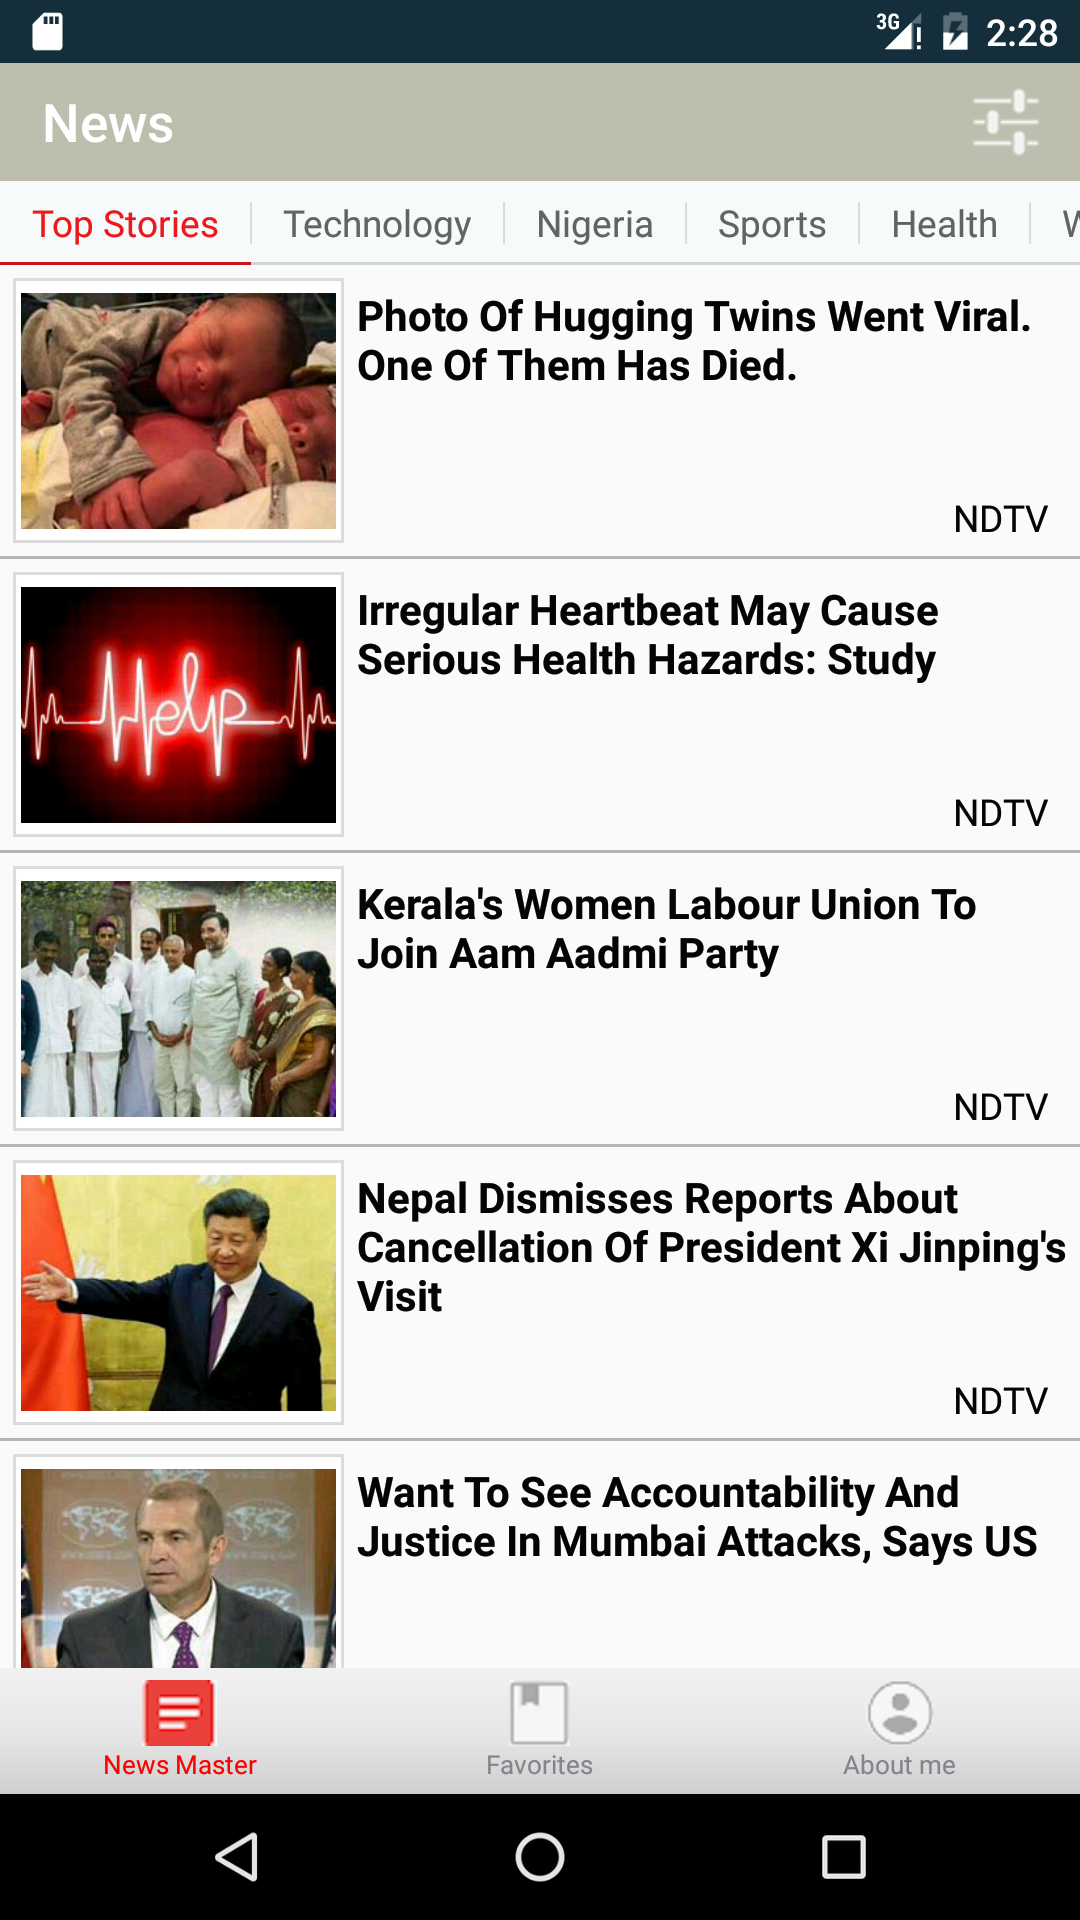 3G 2:28
News
Top Stories Technology Nigeria Sports Health
Photo Of Hugging Twins Went Viral.
One Of Them Has Died.
NDTV
Help
Irregular Heartbeat May Cause
Serious Health Hazards: Study
NDTV
Kerala's Women Labour Union To
Join Aam Aadmi Party
NDTV
Nepal Dismisses Reports About
Cancellation Of President Xi Jinping's
Visit
NDTV
Want To See Accountability And
Justice In Mumbai Attacks, Says US
News Master Favorites About me